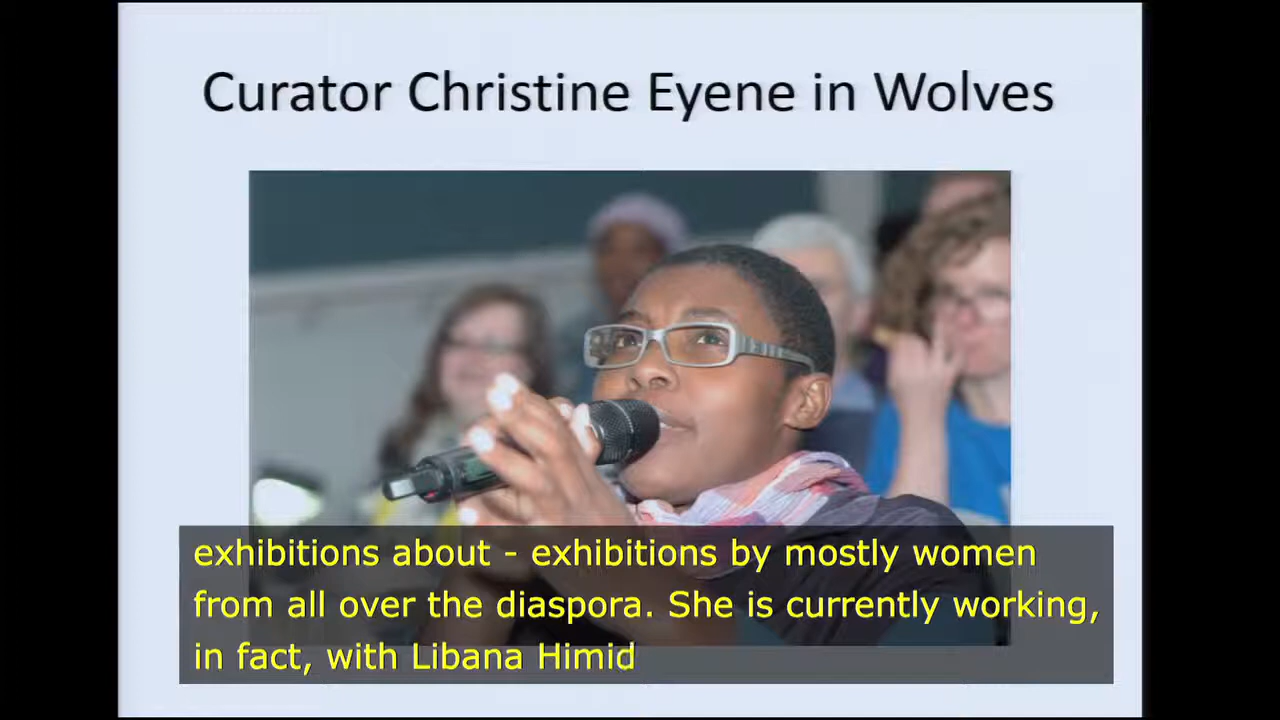 Curator Christine Eyene in Wolves
exhibitions about - exhibitions by mostly women
from all over the diaspora. She is currently working,
in fact, with Libana Himid